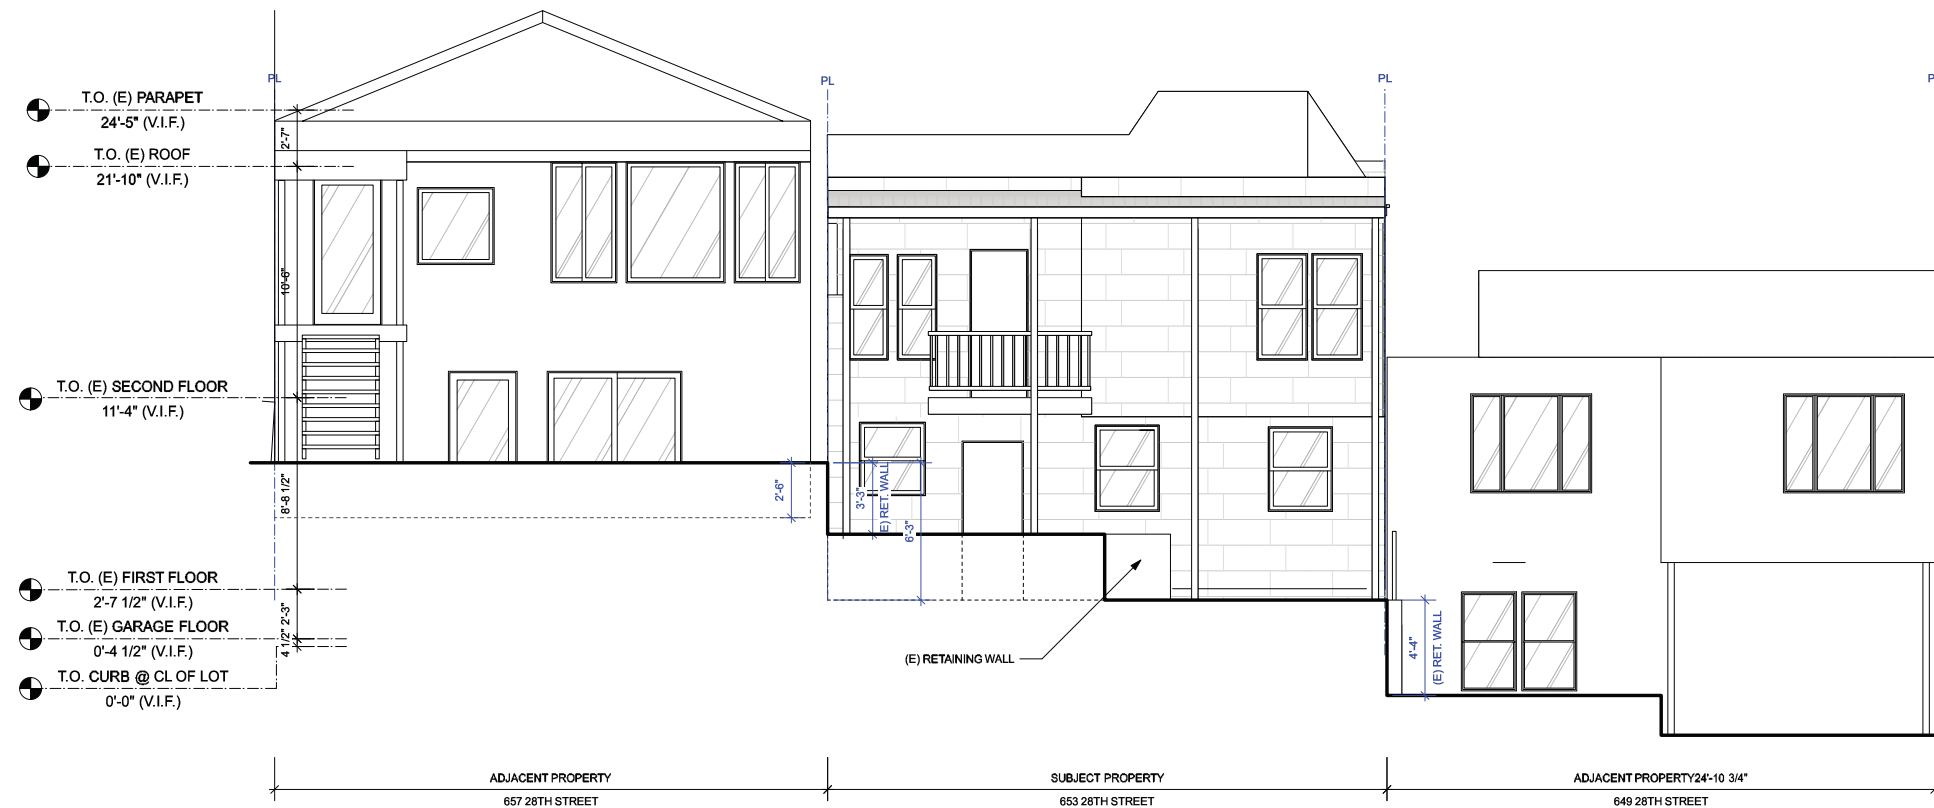 PL
PL
PL
P
T.O. (E) PARAPET
24'-5" (V.I.F.)
2'-7"
T.O. (E) ROOF
21'-10" (V.I.F.)
10'-6"
T.O. (E) SECOND FLOOR
11'-4" (V.I.F.)
8'-8 1/2"
2'-6"
3'-3"
(E) RET. WALL
6'-3"
T.O. (E) FIRST FLOOR
2'-7 1/2" (V.I.F.)
2'-3"
T.O. (E) GARAGE FLOOR
0'-4 1/2" (V.I.F.)
4 1/2"
T.O. CURB @ CL OF LOT
0'-0" (V.I.F.)
(E) RETAINING WALL
4'-4"
(E) RET. WALL
ADJACENT PROPERTY
657 28TH STREET
SUBJECT PROPERTY
653 28TH STREET
ADJACENT PROPERTY24'-10 3/4"
649 28TH STREET